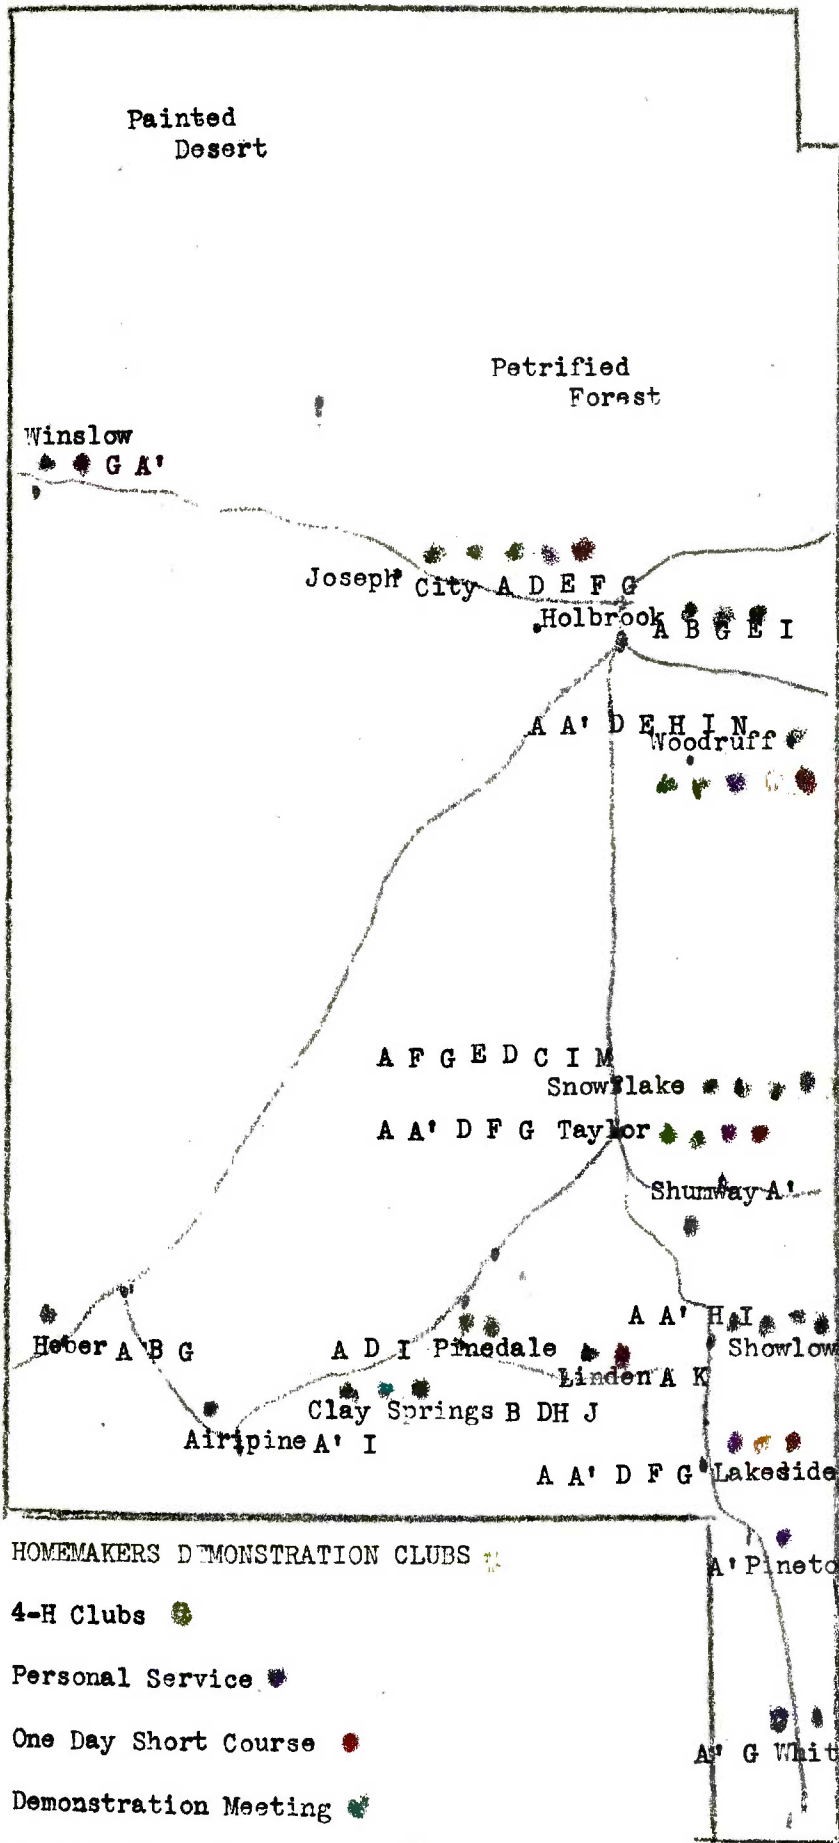 Painted
Desert
Petrified
Forest
Winslow
G A'
Joseph City A D E F G
Holbrook A B G E I
A A' D E H I N
Woodruff
A F G E D C I M
Snowflake
A A' D F G Taylor
Shumway A'
A A' H I
Showlow
Heber A B G
A D I Pinedale
Linden A K
Clay Springs B DH J
Airipine A' I
A A' D F G Lakeside
HOMEMAKERS DEMONSTRATION CLUBS
A' Pineto
4-H Clubs
Personal Service
One Day Short Course
A' G Whit
Demonstration Meeting